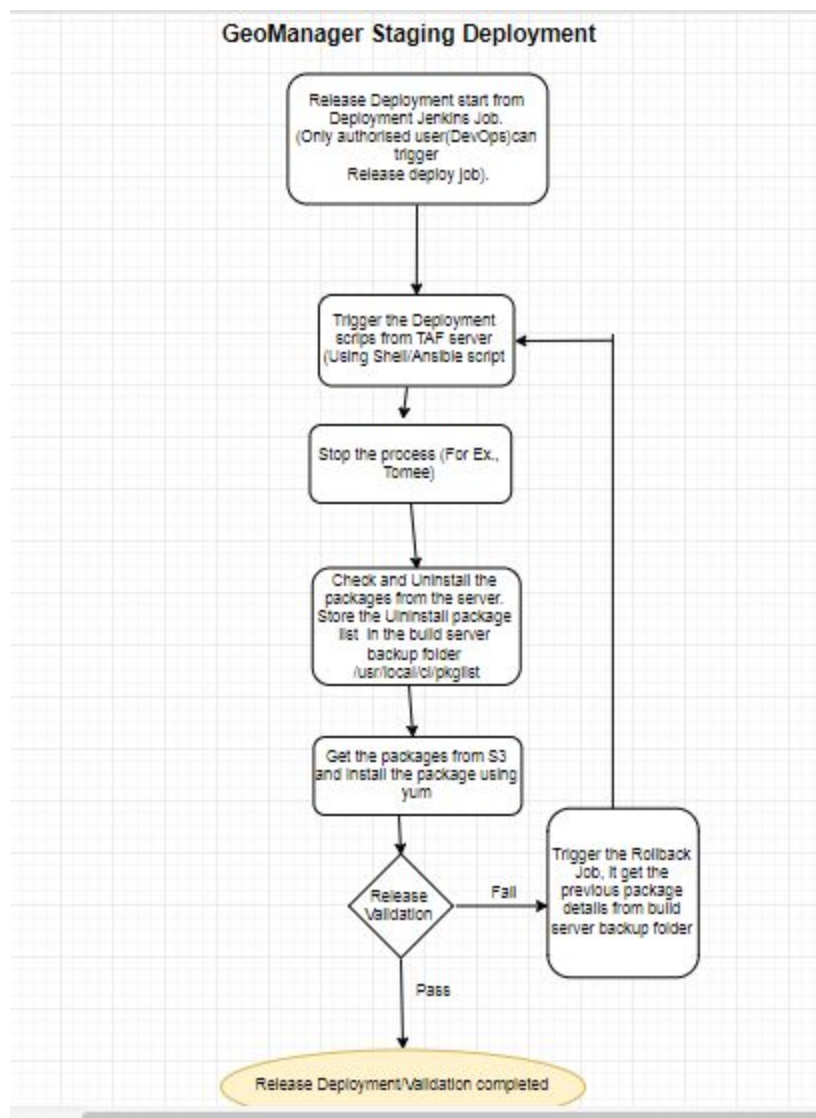 GeoManager Staging Deployment
Release Deployment start from
Deployment Jenkins Job.
(Only authorised user(DevOps)can
trigger
Release deploy job).
Trigger the Deployment
scrips from TAF server
(Using Shell/Ansible script
Stop the process (For Ex.,
Tomee)
Check and Uninstall the
packages from the server.
Store the UIninstall package
list in the build server
backup folder
/usr/local/ci/pkglist
Get the packages from S3
and install the package using
yum
Release
Validation
Fail
Trigger the Rollback
Job, It get the
previous package
details from build
server backup folder
Pass
Release Deployment/Validation completed